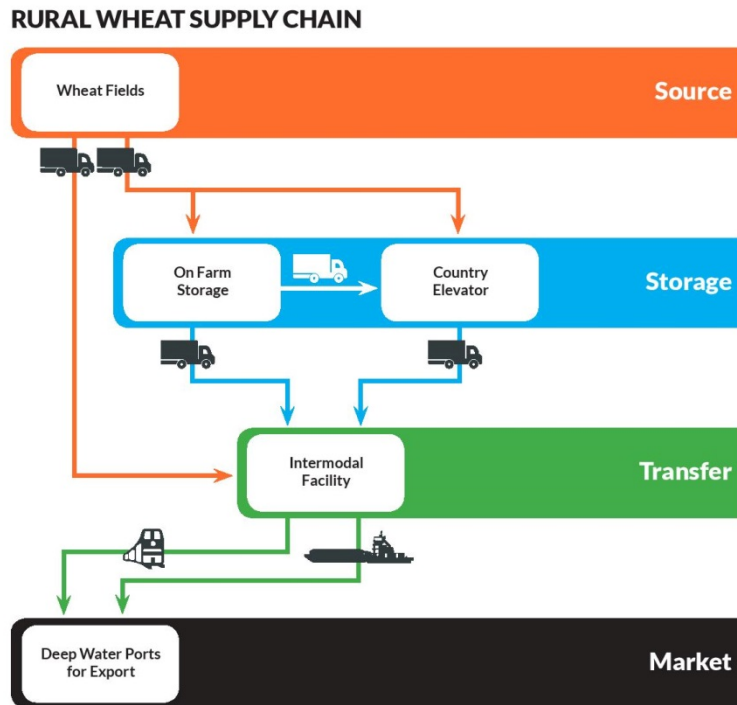 RURAL WHEAT SUPPLY CHAIN
Wheat Fields
Source
On Farm
Storage
Country
Elevator
Storage
Intermodal
Facility
Transfer
Deep Water Ports
for Export
Market